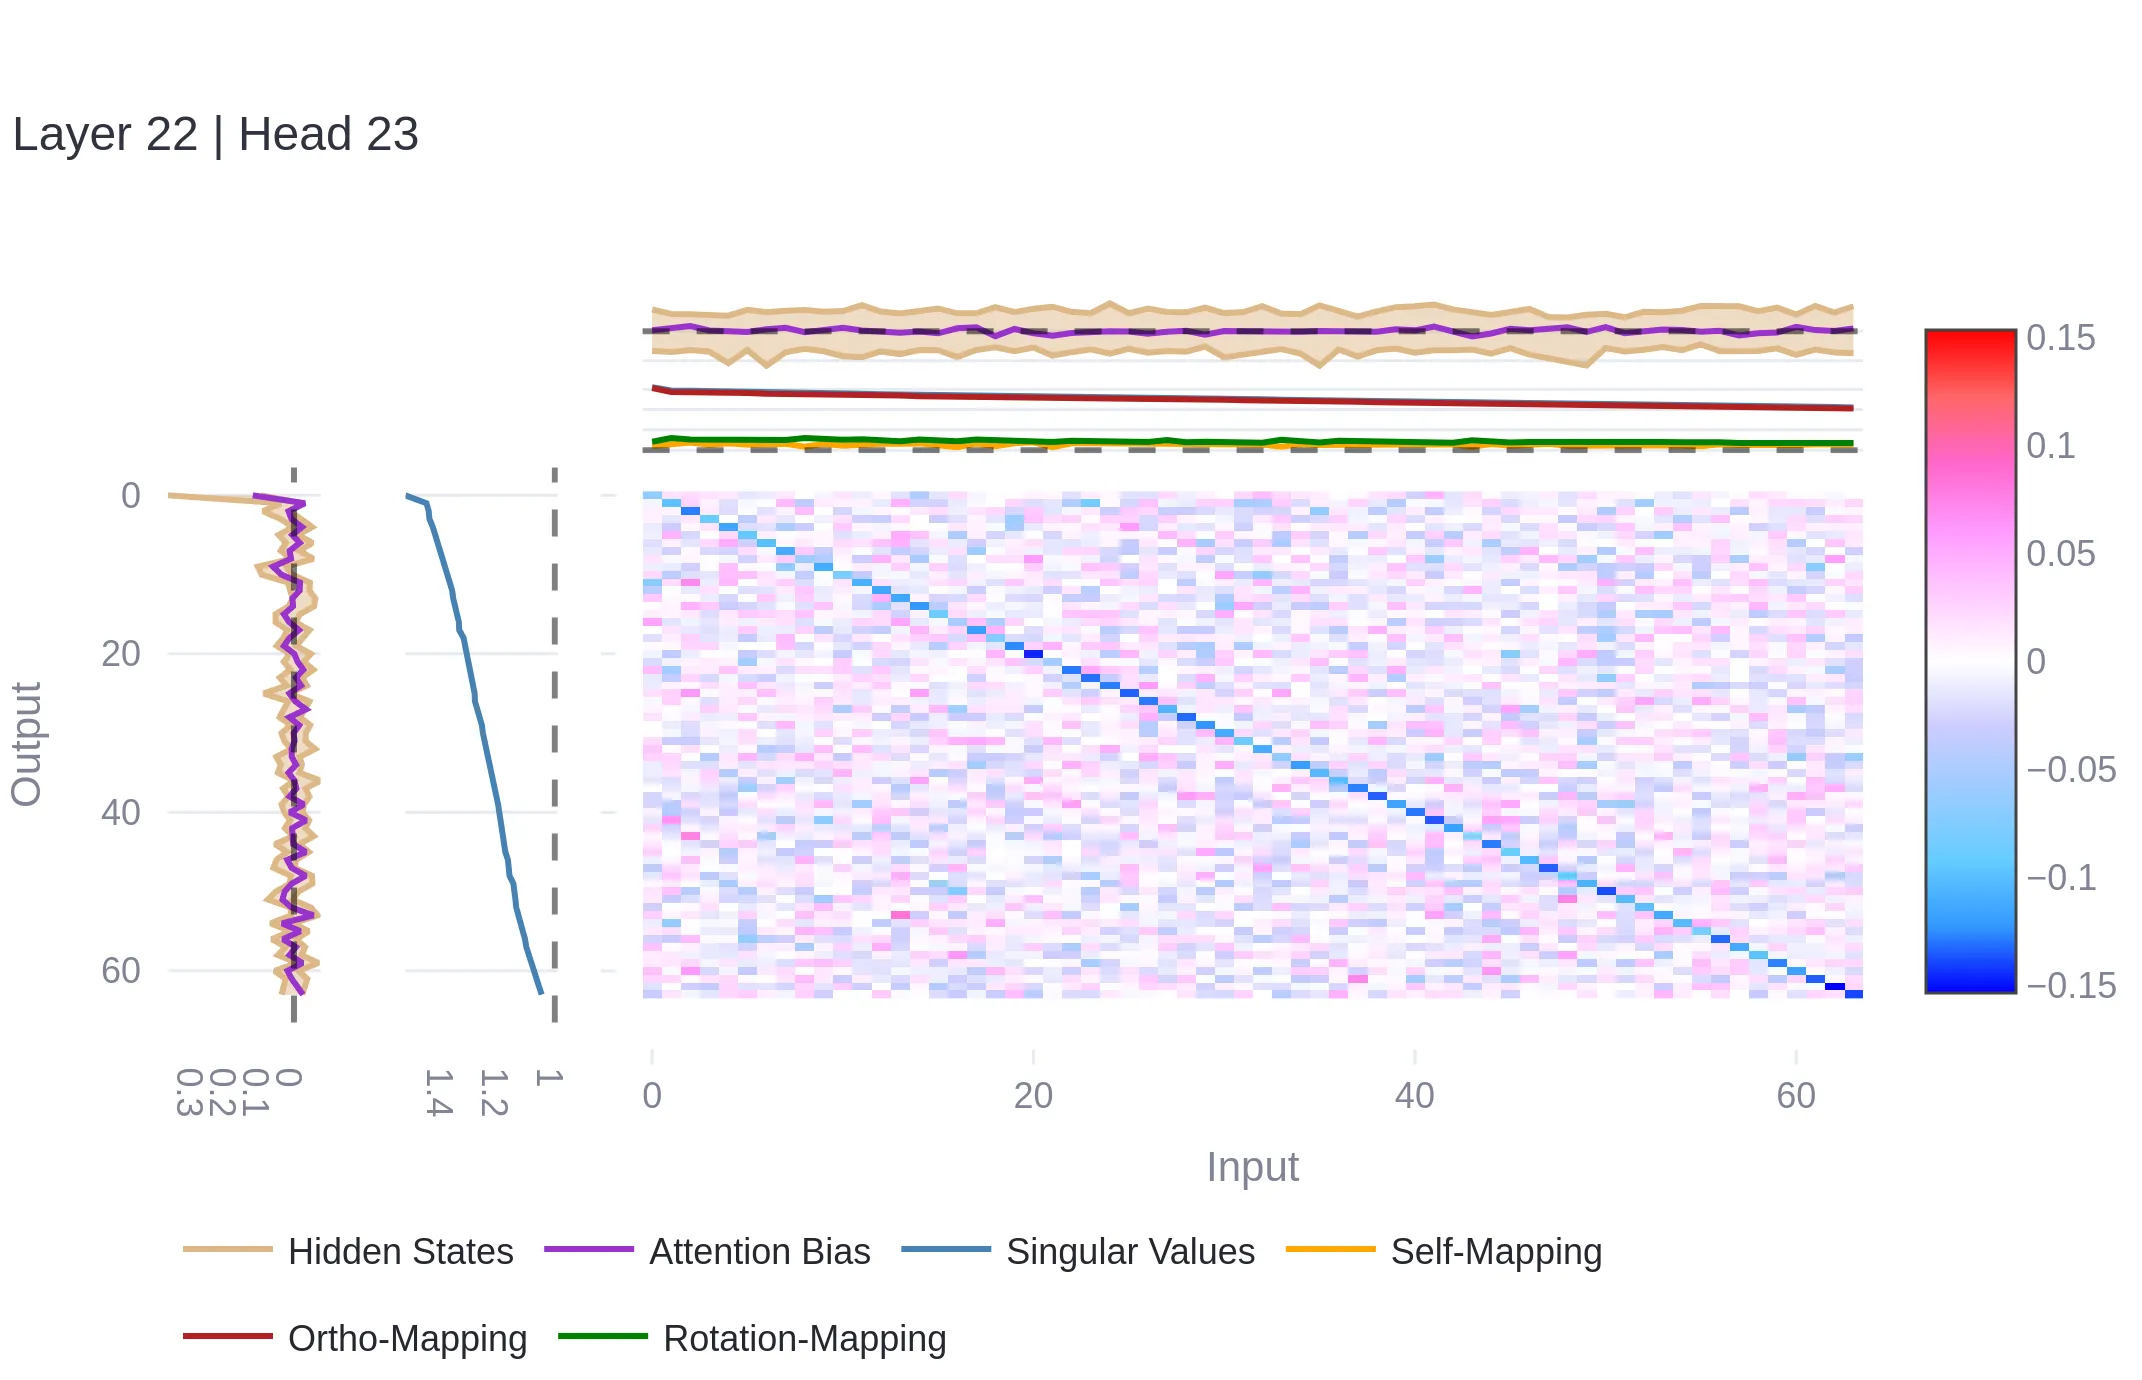 Layer 22 | Head 23
0.15
0.1
0.05
0
−0.05
−0.1
−0.15
Output
0
20
40
60
0.3
0.2
0.1
0
1.4
1.2
1
0
20
40
60
Input
Hidden States
Attention Bias
Singular Values
Self-Mapping
Ortho-Mapping
Rotation-Mapping